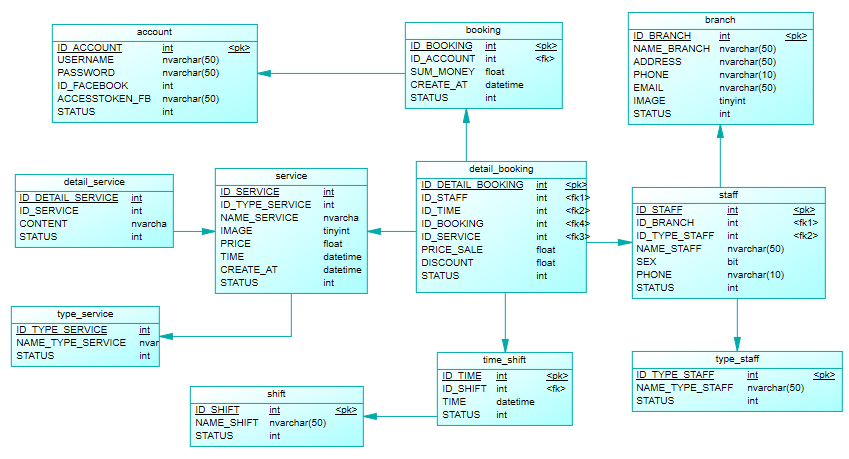 account
ID_ACCOUNT int <pk>
USERNAME nvarchar(50)
PASSWORD nvarchar(50)
ID_FACEBOOK int
ACCESSTOKEN_FB nvarchar(50)
STATUS int
booking
ID_BOOKING int <pk>
ID_ACCOUNT int <fk>
SUM_MONEY float
CREATE_AT datetime
STATUS int
branch
ID_BRANCH int <pk>
NAME_BRANCH nvarchar(50)
ADDRESS nvarchar(50)
PHONE nvarchar(10)
EMAIL nvarchar(50)
IMAGE tinyint
STATUS int
detail_service
ID_DETAIL_SERVICE int
ID_SERVICE int
CONTENT nvarcha
STATUS int
service
ID_SERVICE int
ID_TYPE_SERVICE int
NAME_SERVICE nvarcha
IMAGE tinyint
PRICE float
TIME datetime
CREATE_AT datetime
STATUS int
detail_booking
ID_DETAIL_BOOKING int <pk>
ID_STAFF int <fk1>
ID_TIME int <fk2>
ID_BOOKING int <fk4>
ID_SERVICE int <fk3>
PRICE_SALE float
DISCOUNT float
STATUS int
staff
ID_STAFF int <pk>
ID_BRANCH int <fk1>
ID_TYPE_STAFF int <fk2>
NAME_STAFF nvarchar(50)
SEX bit
PHONE nvarchar(10)
STATUS int
type_service
ID_TYPE_SERVICE int
NAME_TYPE_SERVICE nvar
STATUS int
time_shift
ID_TIME int <pk>
ID_SHIFT int <fk>
TIME datetime
STATUS int
type_staff
ID_TYPE_STAFF int <pk>
NAME_TYPE_STAFF nvarchar(50)
STATUS int
shift
ID_SHIFT int <pk>
NAME_SHIFT nvarchar(50)
STATUS int